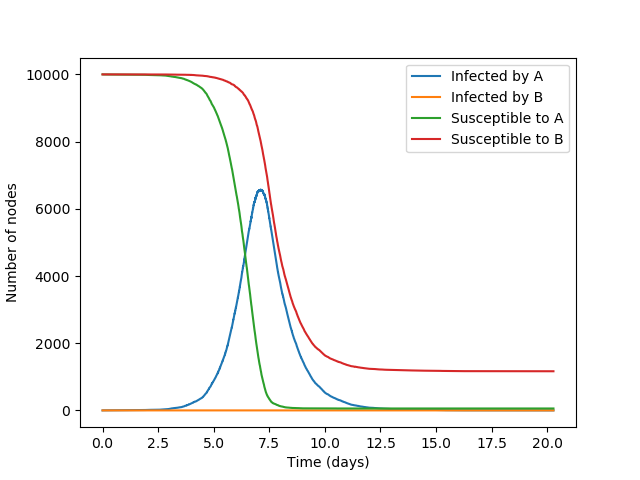 Infected by A
Infected by B
Susceptible to A
Susceptible to B
Number of nodes
10000
8000
6000
4000
2000
0
0.0 2.5 5.0 7.5 10.0 12.5 15.0 17.5 20.0
Time (days)